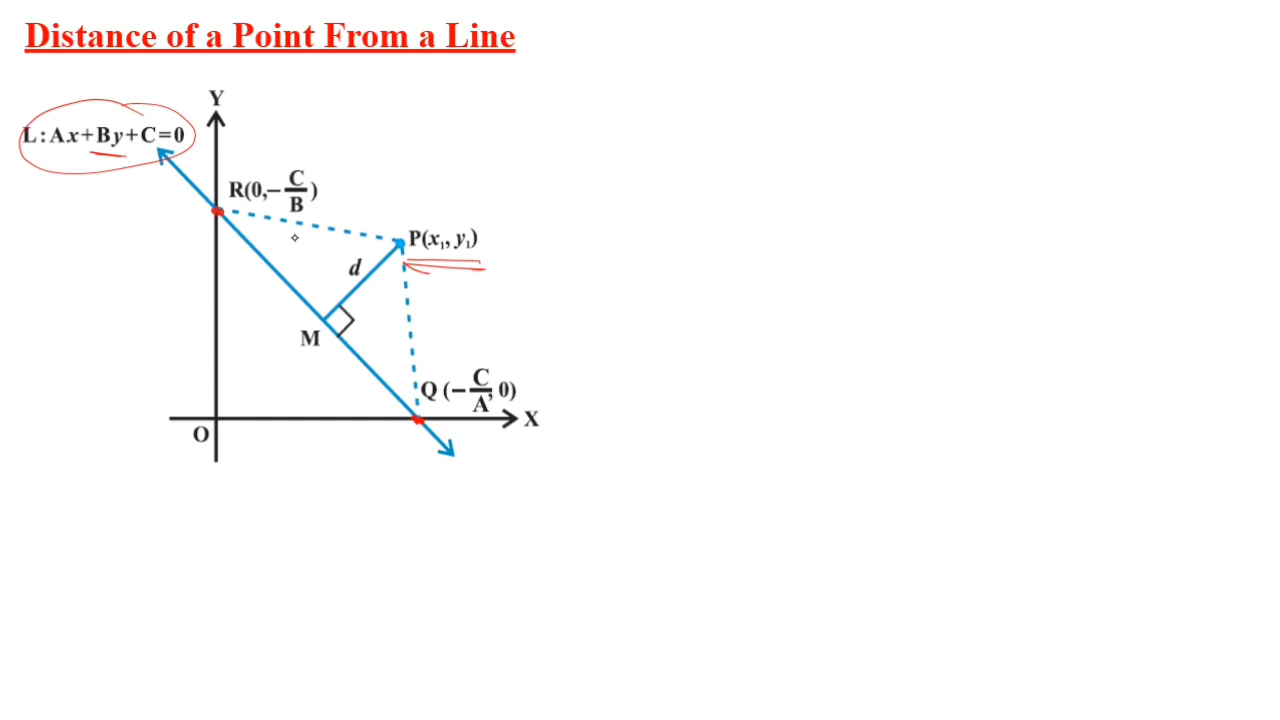 Distance of a Point From a Line
Y
L:Ax+By+C=0
R(0,-C/B)
P(x₁, y₁)
d
M
Q(-C/A, 0)
X
O